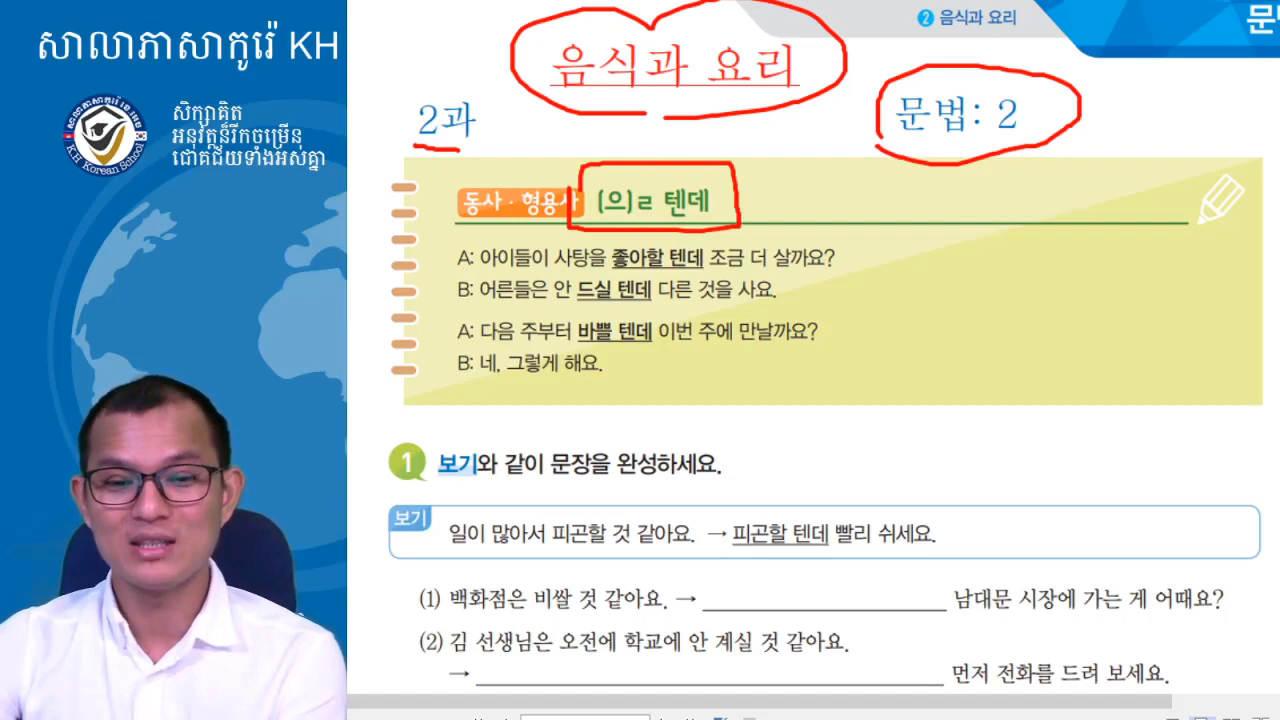 សាលាភាសាកូរ៉េ KH
សិក្សាគិត
អនុវត្តន៍រីកចម្រើន
ជោគជ័យទាំងអស់គ្នា
K.H Korean School
2 음식과 요리
음식과 요리
2과
문법: 2
동사·형용사 (으)ㄹ 텐데
A: 아이들이 사탕을 좋아할 텐데 조금 더 살까요?
B: 어른들은 안 드실 텐데 다른 것을 사요.
A: 다음 주부터 바쁠 텐데 이번 주에 만날까요?
B: 네, 그렇게 해요.
1 보기와 같이 문장을 완성하세요.
보기
일이 많아서 피곤할 것 같아요. → 피곤할 텐데 빨리 쉬세요.
(1) 백화점은 비쌀 것 같아요. → ____________ 남대문 시장에 가는 게 어때요?
(2) 김 선생님은 오전에 학교에 안 계실 것 같아요.
→ ____________ 먼저 전화를 드려 보세요.